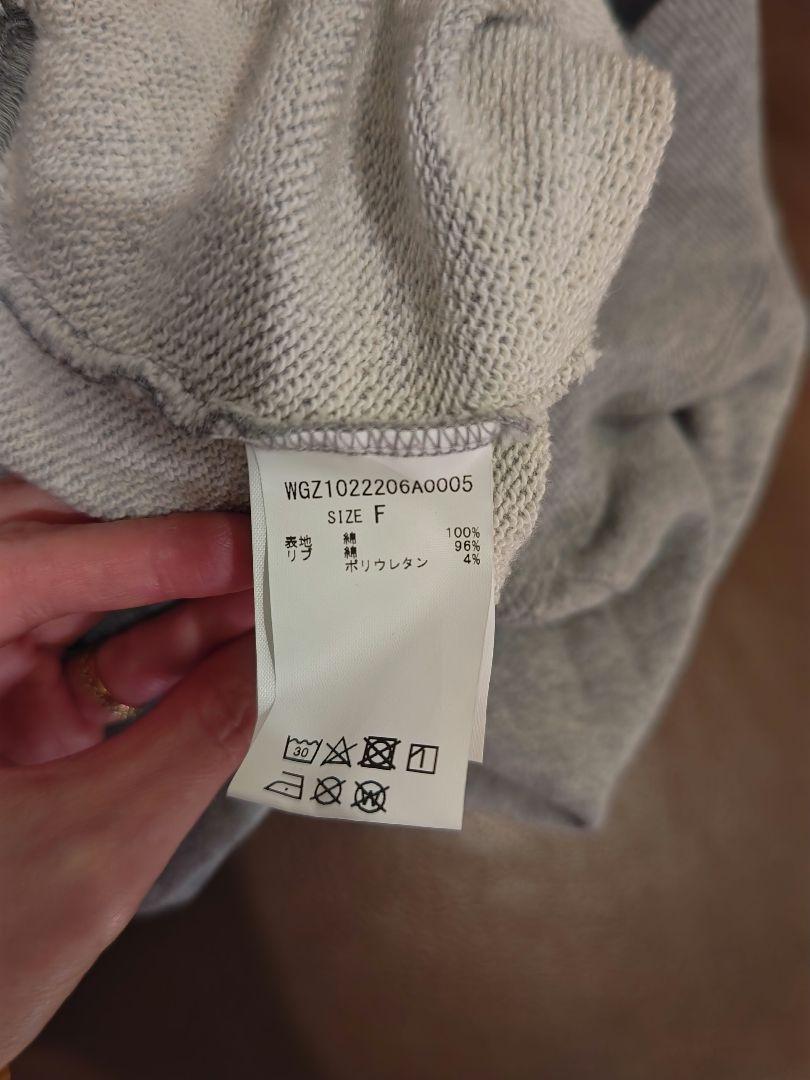 WGZ1022206A0005
SIZE F
表地 綿 100%
リブ 綿 96%
ポリウレタン 4%
30
W